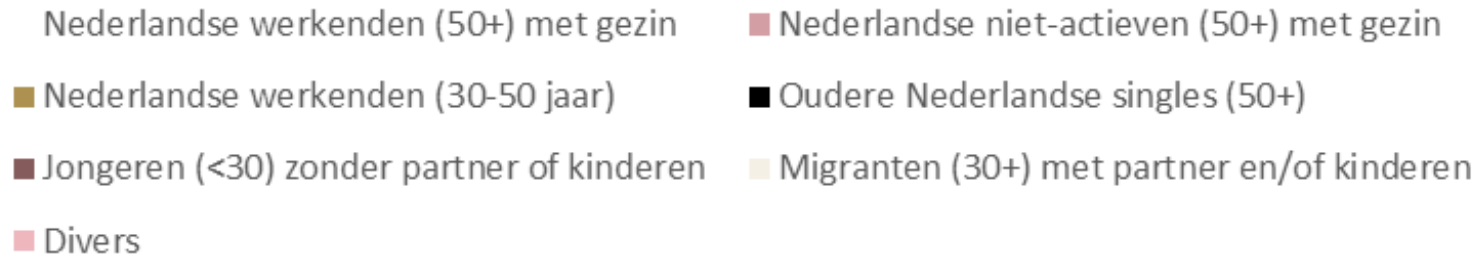 Nederlandse werkenden (50+) met gezin
Nederlandse niet-actieven (50+) met gezin
Nederlandse werkenden (30-50 jaar)
Oudere Nederlandse singles (50+)
Jongeren (<30) zonder partner of kinderen
Migranten (30+) met partner en/of kinderen
Divers